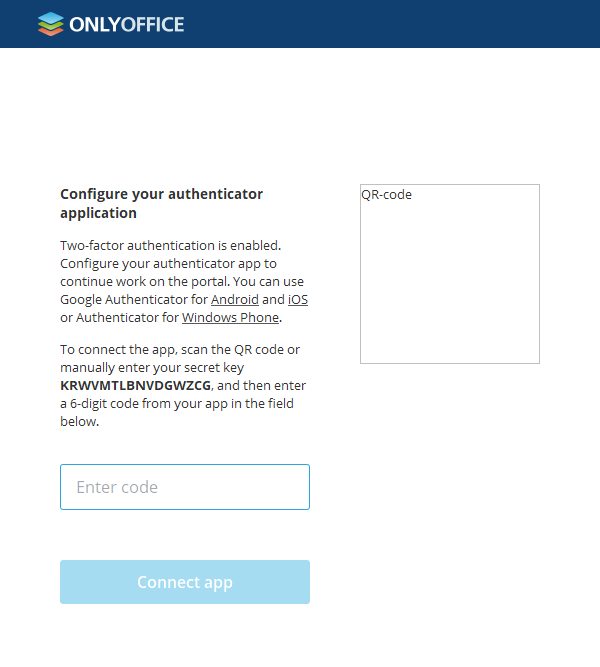 ONLYOFFICE
Configure your authenticator
application
Two-factor authentication is enabled.
Configure your authenticator app to
continue work on the portal. You can use
Google Authenticator for Android and iOS
or Authenticator for Windows Phone.
To connect the app, scan the QR code or
manually enter your secret key
KRWVMTLBNVDGWZCG, and then enter
a 6-digit code from your app in the field
below.
Enter code
Connect app
QR-code